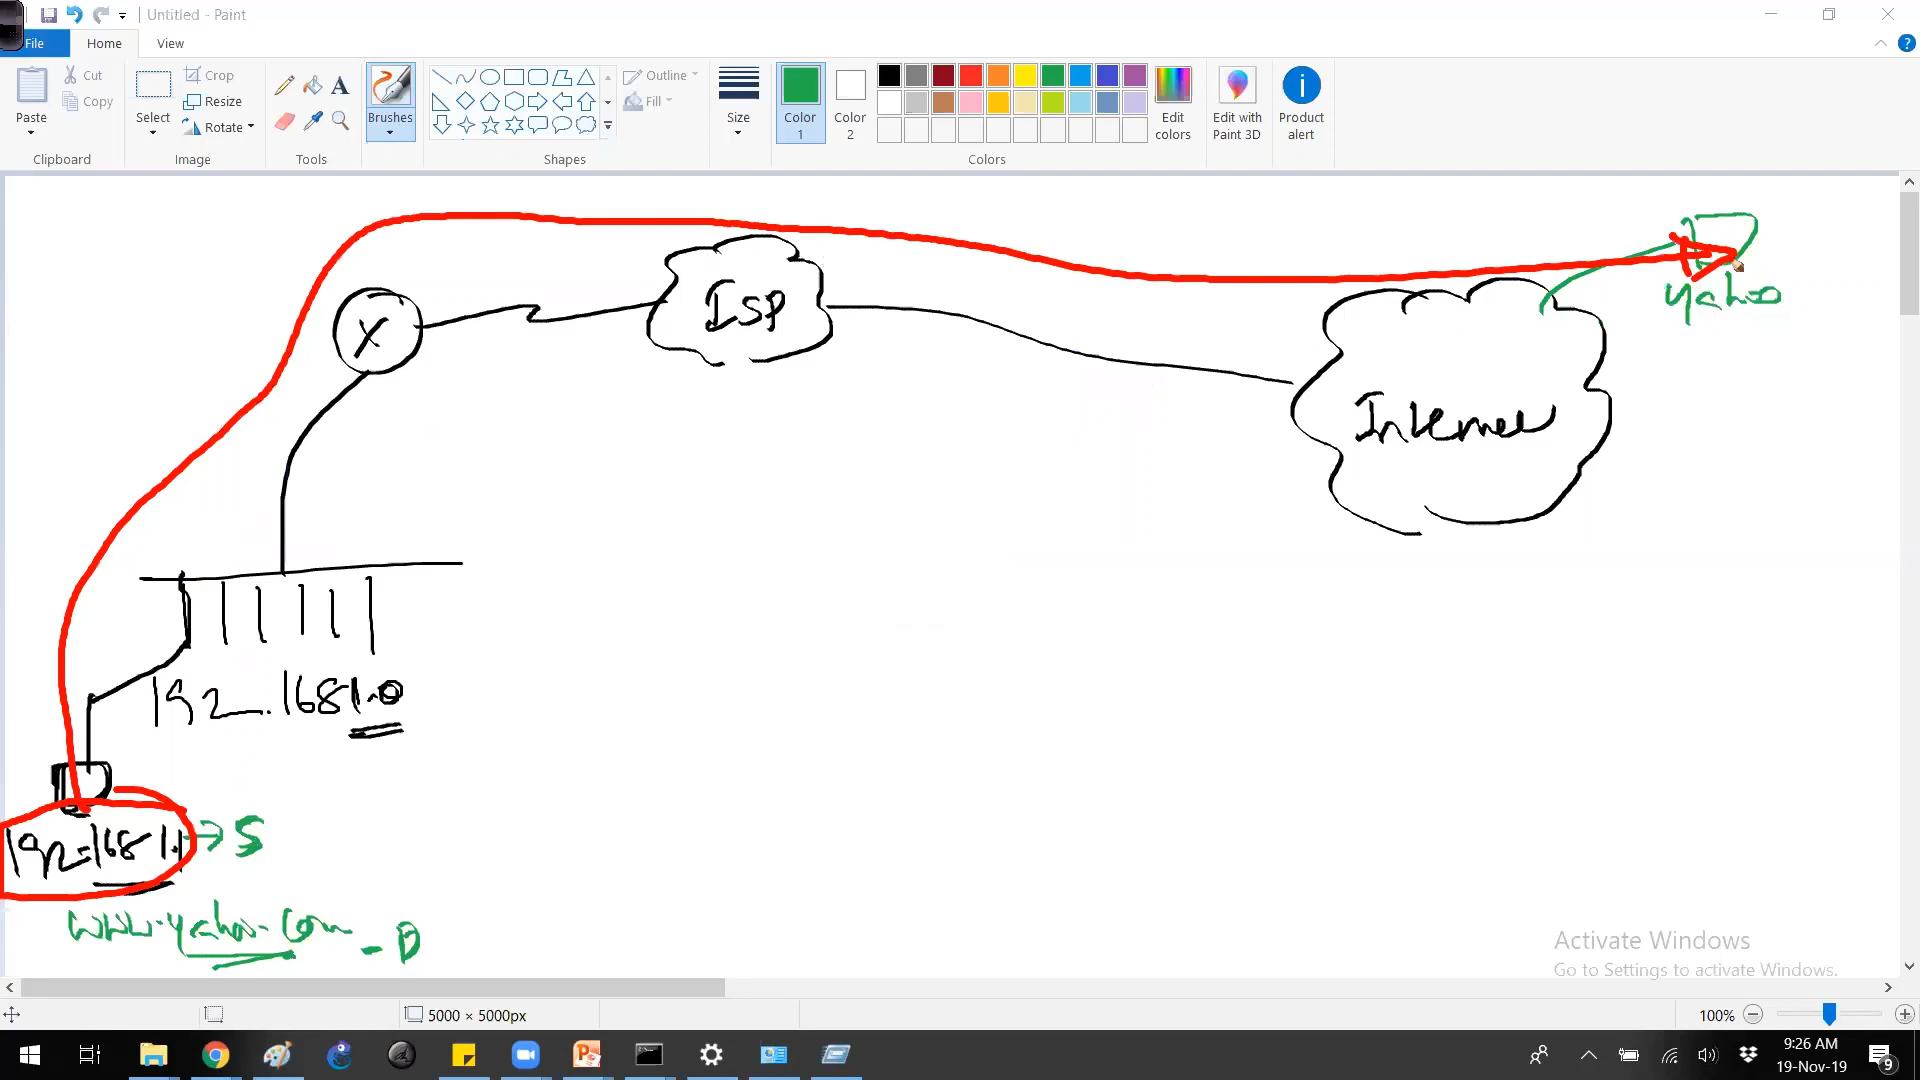 Untitled - Paint
File
Home
View
Paste
Cut
Copy
Clipboard
Select
Crop
Resize
Rotate
Image
Tools
Brushes
Shapes
Outline
Fill
Size
Color
1
Color
2
Colors
Edit
colors
Edit with
Paint 3D
Product
alert
X
ISP
Internet
yahoo
192.168 1.0
192.168 1.1
→ S
www.yahoo.com - D
Activate Windows
Go to Settings to activate Windows.
5000 × 5000px
100%
9:26 AM
19-Nov-19
9